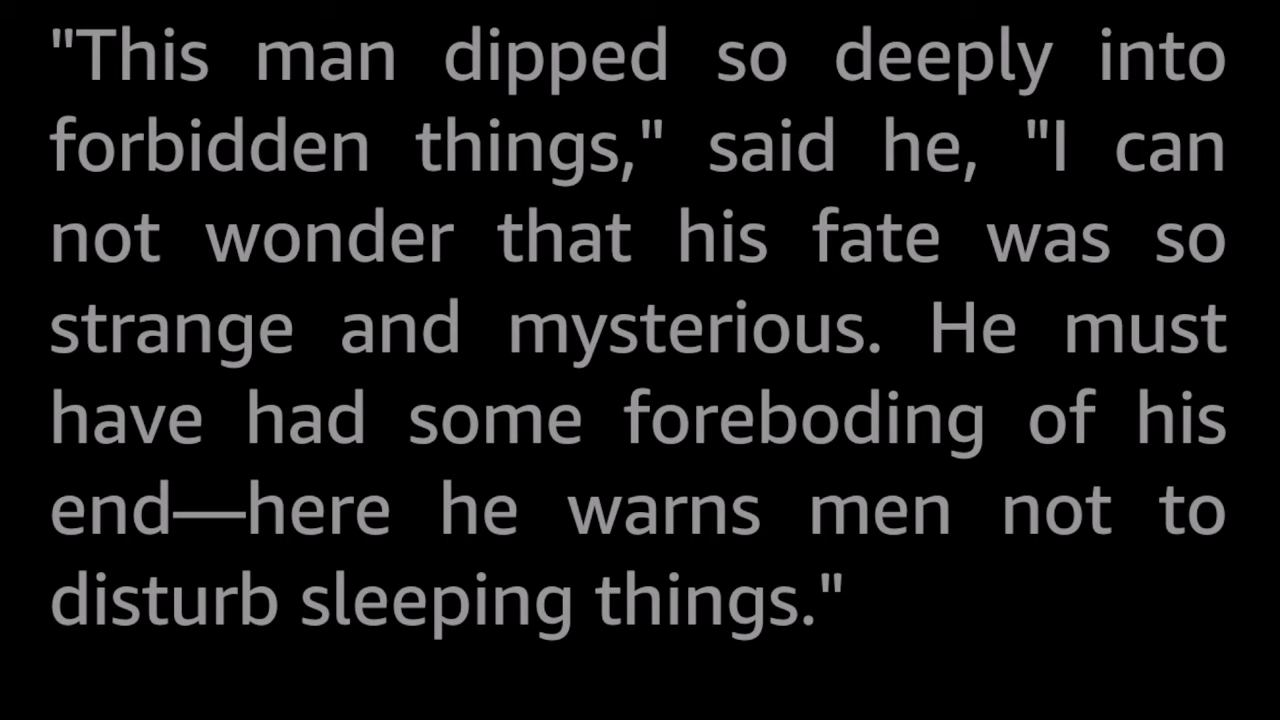 "This man dipped so deeply into
forbidden things," said he, "I can
not wonder that his fate was so
strange and mysterious. He must
have had some foreboding of his
end—here he warns men not to
disturb sleeping things."